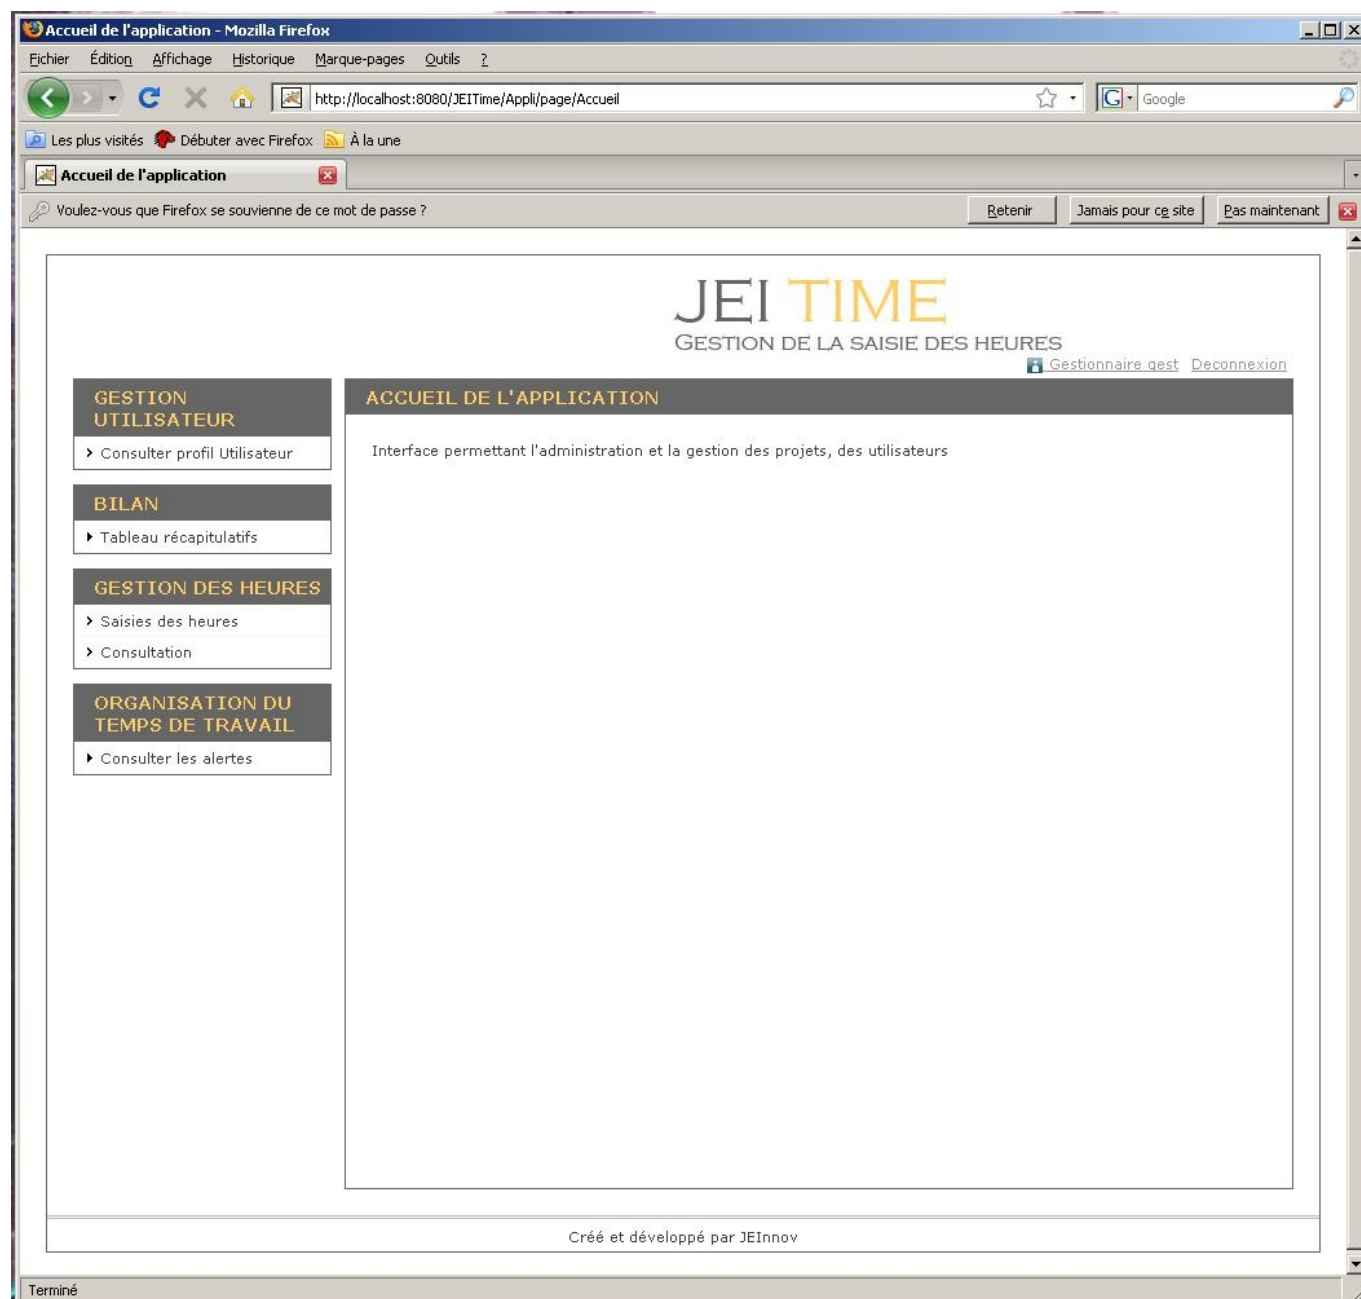 Accueil de l'application - Mozilla Firefox
Fichier Édition Affichage Historique Marque-pages Outils ?
http://localhost:8080/JEITime/Appli/page/Accueil
G Google
Les plus visités Débuter avec Firefox À la une
Accueil de l'application
Voulez-vous que Firefox se souvienne de ce mot de passe ? Retenir Jamais pour ce site Pas maintenant
JEI TIME
GESTION DE LA SAISIE DES HEURES
Gestionnaire gest Deconnexion
GESTION
UTILISATEUR
Consulter profil Utilisateur
BILAN
Tableau récapitulatifs
GESTION DES HEURES
Saisies des heures
Consultation
ORGANISATION DU
TEMPS DE TRAVAIL
Consulter les alertes
ACCUEIL DE L'APPLICATION
Interface permettant l'administration et la gestion des projets, des utilisateurs
Créé et développé par JEInnov
Terminé